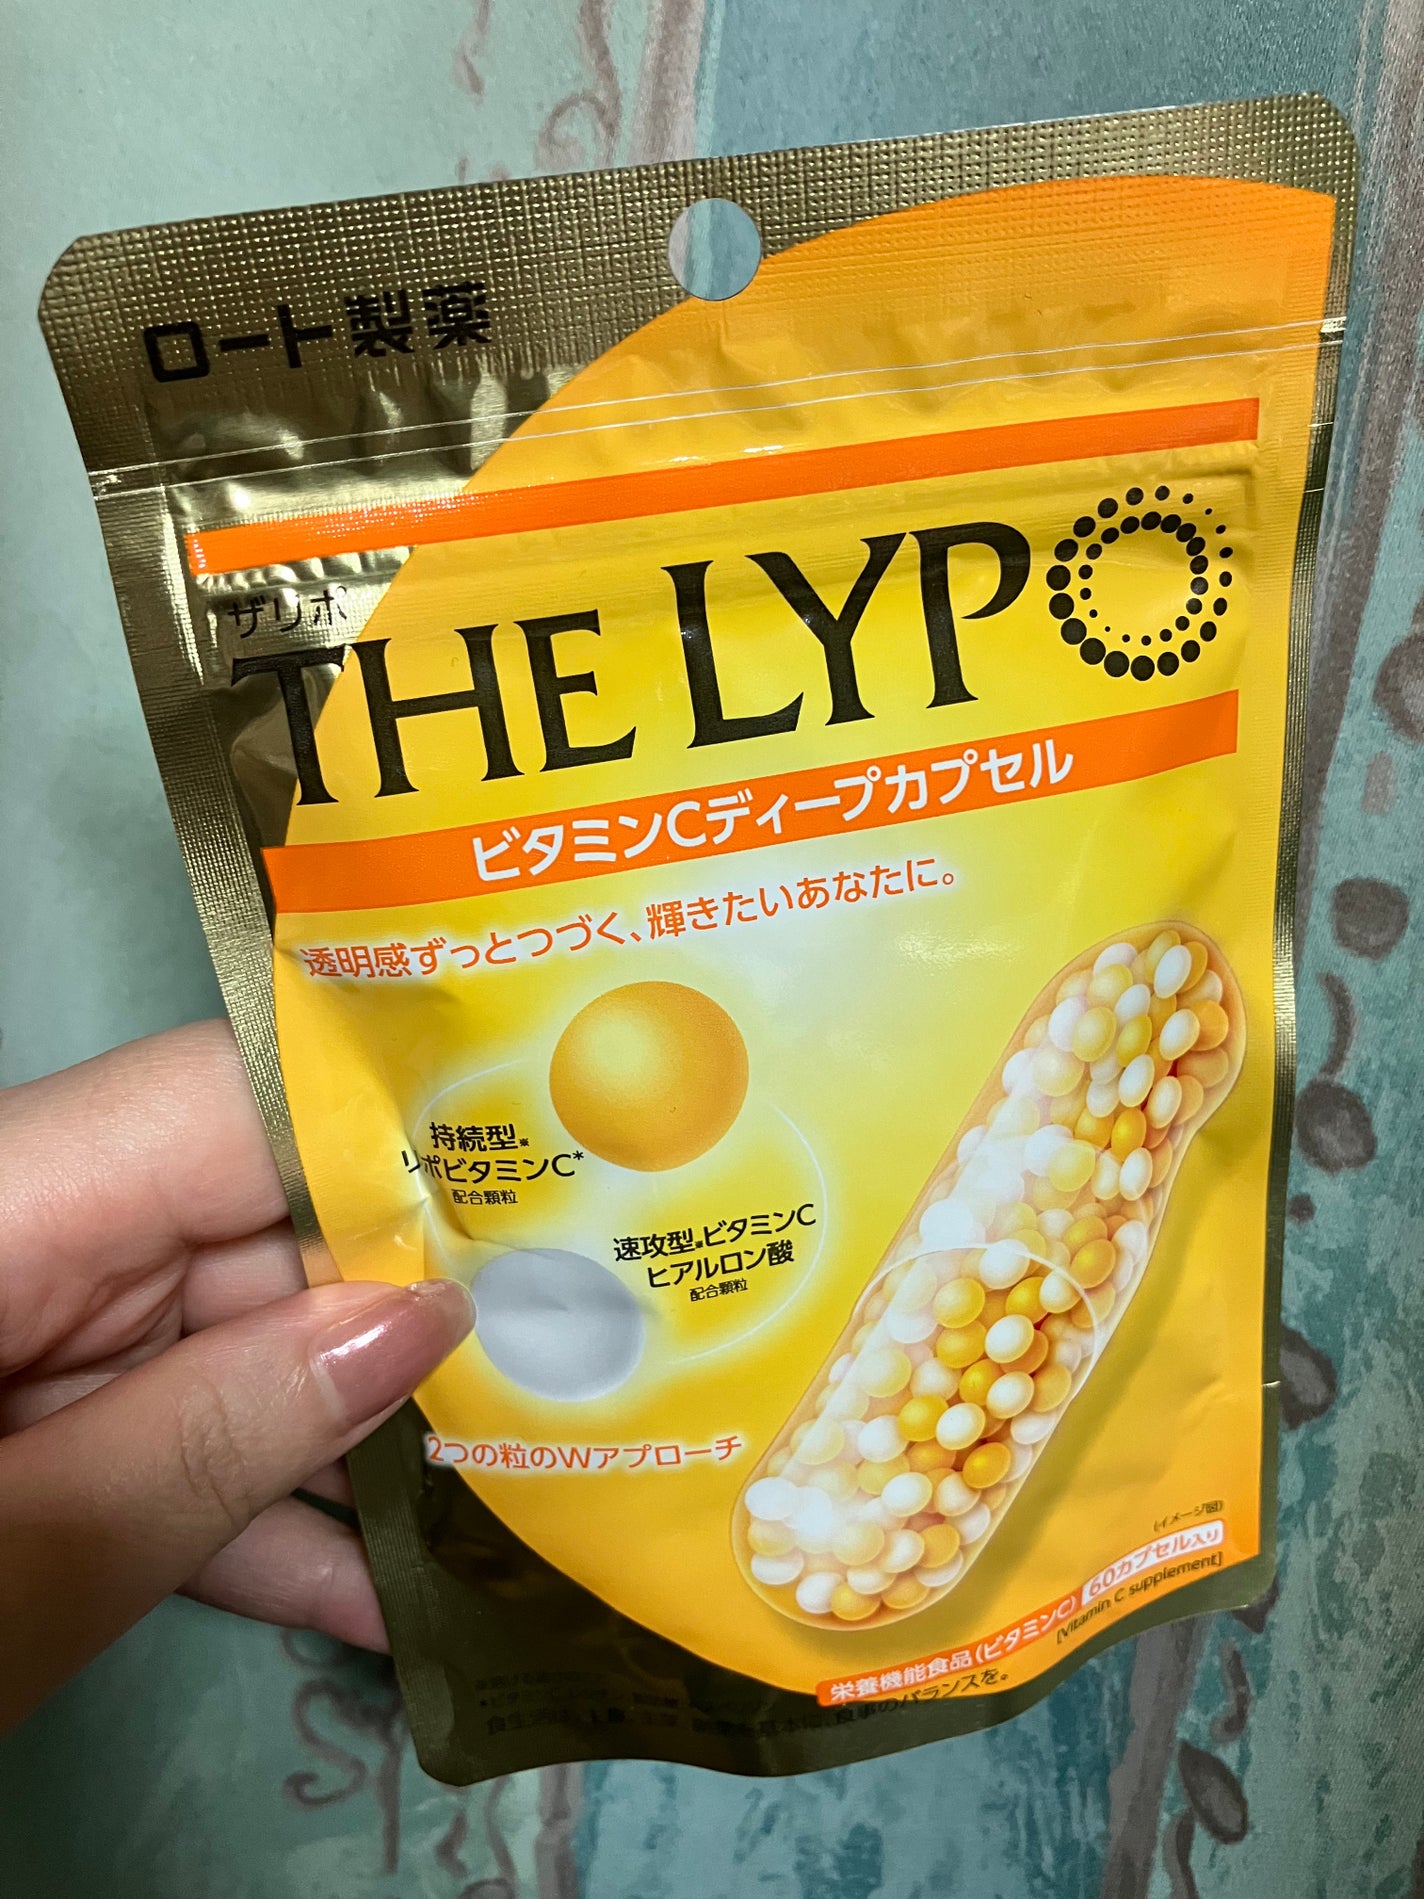 ロート製薬
ザリポ
THE LYPO
ビタミンCディープカプセル
透明感ずっとつづく、輝きたいあなたに。
持続型※
リポビタミンC*
配合顆粒
速攻型※ビタミンC
ヒアルロン酸
配合顆粒
2つの粒のWアプローチ
(イメージ図)
栄養機能食品(ビタミンC) 60カプセル入り
[Vitamin C supplement]
食生活は、主食、主菜、副菜を基本に、食事のバランスを。